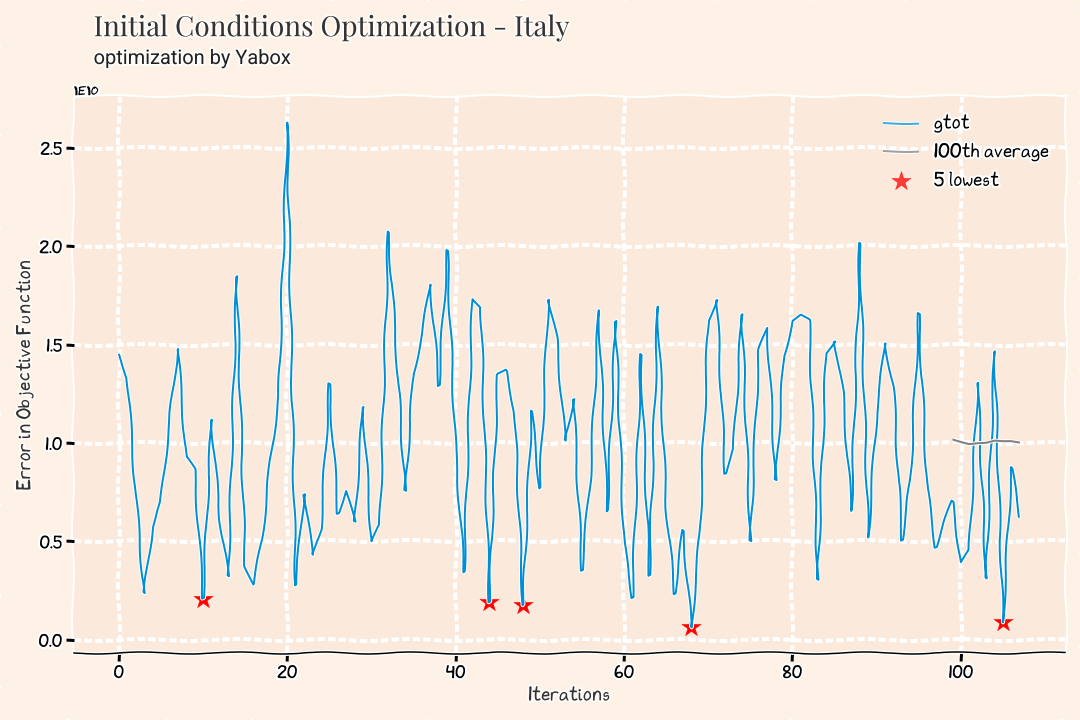 Initial Conditions Optimization - Italy
optimization by Yabox
1E10
gtot
100th average
5 lowest
2.5
2.0
1.5
1.0
0.5
0.0
Error in Objective Function
0 20 40 60 80 100
Iterations